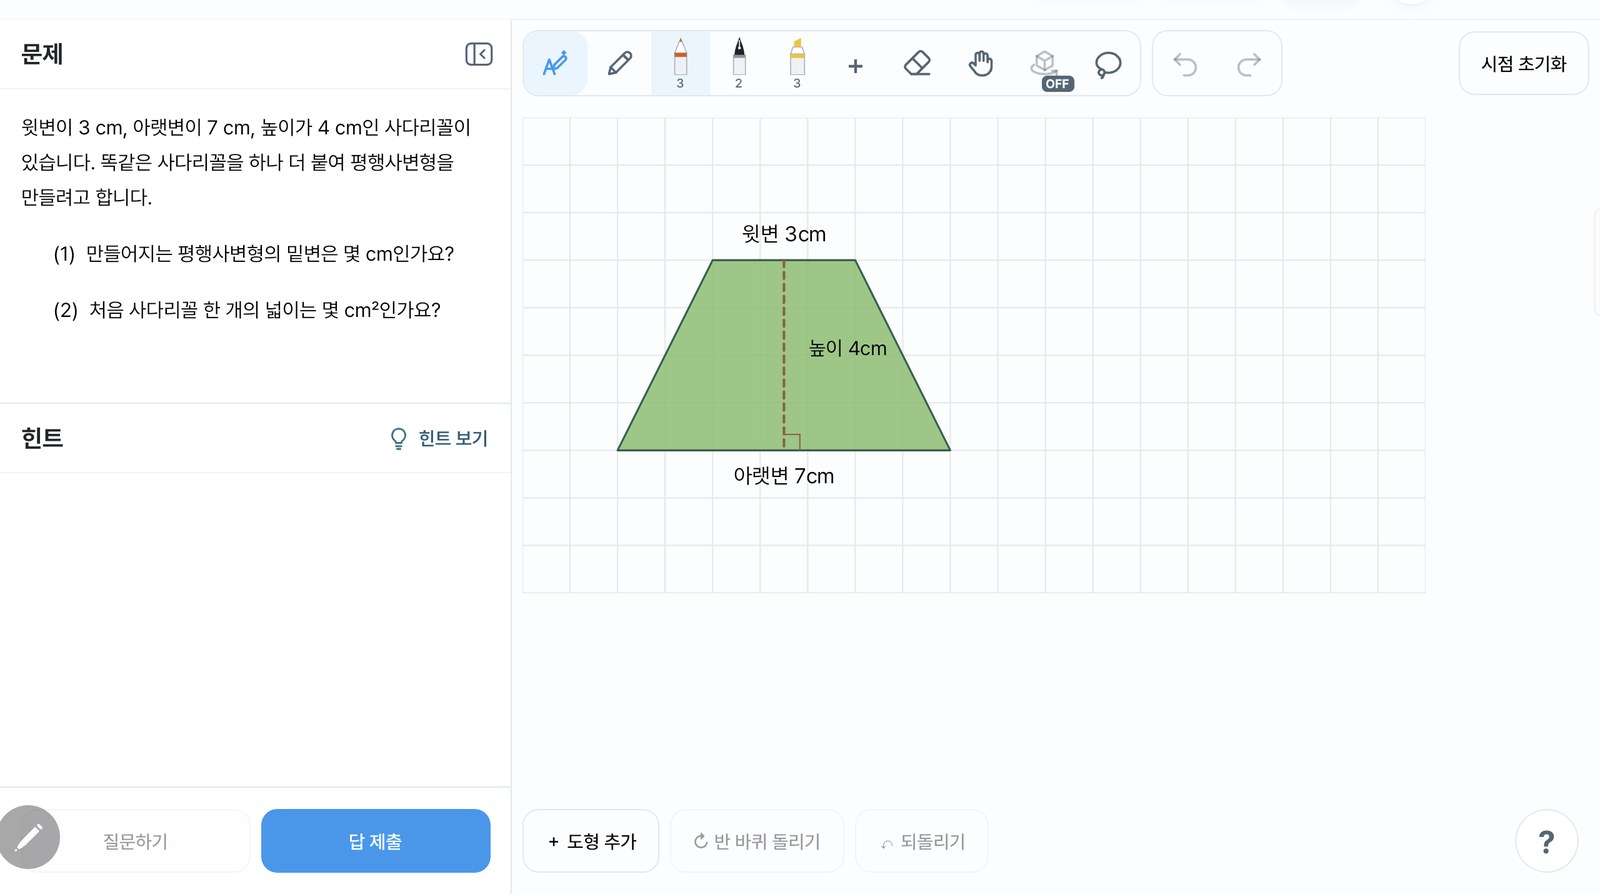 문제
윗변이 3 cm, 아랫변이 7 cm, 높이가 4 cm인 사다리꼴이
있습니다. 똑같은 사다리꼴을 하나 더 붙여 평행사변형을
만들려고 합니다.
(1) 만들어지는 평행사변형의 밑변은 몇 cm인가요?
(2) 처음 사다리꼴 한 개의 넓이는 몇 cm²인가요?
힌트
힌트 보기
질문하기
답 제출
3
2
3
+
OFF
시점 초기화
윗변 3cm
높이 4cm
아랫변 7cm
+ 도형 추가
반 바퀴 돌리기
되돌리기
?